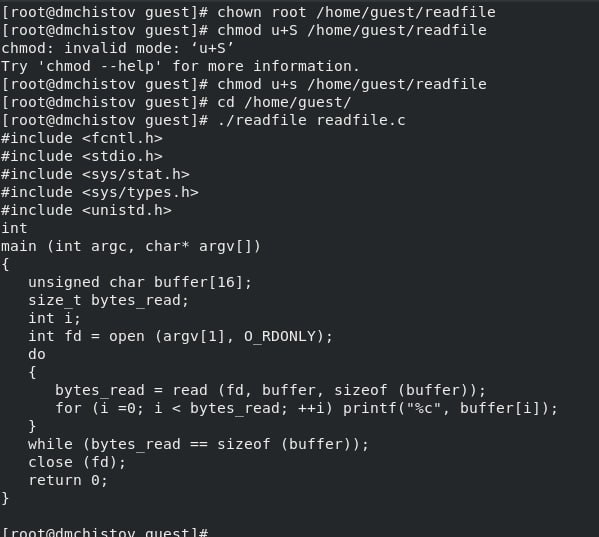 [root@dmchistov guest]# chown root /home/guest/readfile
[root@dmchistov guest]# chmod u+S /home/guest/readfile
chmod: invalid mode: ‘u+S’
Try 'chmod --help' for more information.
[root@dmchistov guest]# chmod u+s /home/guest/readfile
[root@dmchistov guest]# cd /home/guest/
[root@dmchistov guest]# ./readfile readfile.c
#include <fcntl.h>
#include <stdio.h>
#include <sys/stat.h>
#include <sys/types.h>
#include <unistd.h>
int
main (int argc, char* argv[])
{
   unsigned char buffer[16];
   size_t bytes_read;
   int i;
   int fd = open (argv[1], O_RDONLY);
   do
   {
      bytes_read = read (fd, buffer, sizeof (buffer));
      for (i =0; i < bytes_read; ++i) printf("%c", buffer[i]);
   }
   while (bytes_read == sizeof (buffer));
   close (fd);
   return 0;
}
[root@dmchistov guest]#